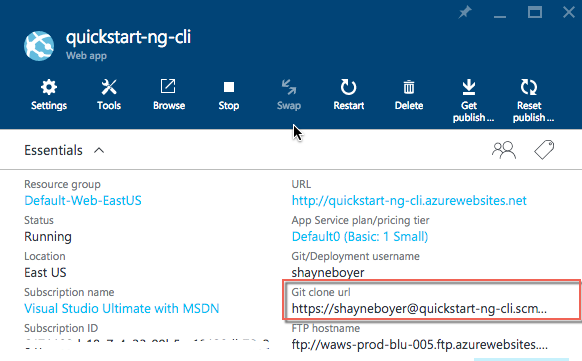 quickstart-ng-cli
Web app
Settings Tools Browse Stop Swap Restart Delete Get publish ... Reset publish ...
Essentials
Resource group
Default-Web-EastUS
Status
Running
Location
East US
Subscription name
Visual Studio Ultimate with MSDN
Subscription ID
URL
http://quickstart-ng-cli.azurewebsites.net
App Service plan/pricing tier
Default0 (Basic: 1 Small)
Git/Deployment username
shayneboyer
Git clone url
https://shayneboyer@quickstart-ng-cli.scm...
FTP hostname
ftp://waws-prod-blu-005.ftp.azurewebsites...